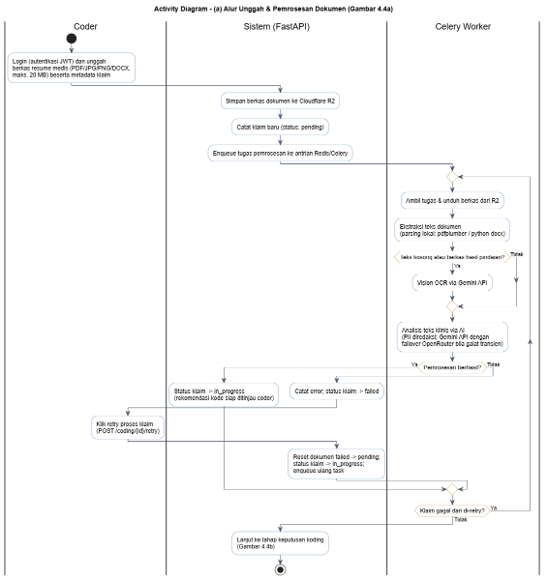 Activity Diagram - (a) Alur Unggah & Pemrosesan Dokumen (Gambar 4.4a)
Coder
Sistem (FastAPI)
Celery Worker
Login (autentikasi JWT) dan unggah
berkas resume medis (PDF/JPG/PNG/DOCX,
maks. 20 MB) beserta metadata klaim
Simpan berkas dokumen ke Cloudflare R2
Catat klaim baru (status: pending)
Enqueue tugas pemrosesan ke antrian Redis/Celery
Ambil tugas & unduh berkas dari R2
Ekstraksi teks dokumen
(parsing lokal: pdfplumber / python docx)
Teks kosong atau berkas hasil pindaian?
Tidak
Ya
Vision OCR via Gemini API
Analisis teks klinis via AI
(PII diredaksi; Gemini API dengan
failover OpenRouter bila galat transien)
Ya
Pemrosesan berhasil?
Tidak
Status klaim -> in_progress
(rekomendasi kode siap ditinjau coder)
Catat error; status klaim -> failed
Klik retry proses klaim
(POST /coding/{id}/retry)
Reset dokumen failed -> pending;
status klaim -> in_progress;
enqueue ulang task
Klaim gagal dan di-retry?
Ya
Tidak
Lanjut ke tahap keputusan koding
(Gambar 4.4b)